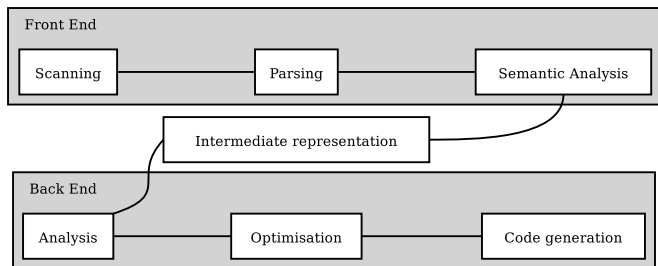 Front End
Scanning
Parsing
Semantic Analysis
Intermediate representation
Back End
Analysis
Optimisation
Code generation